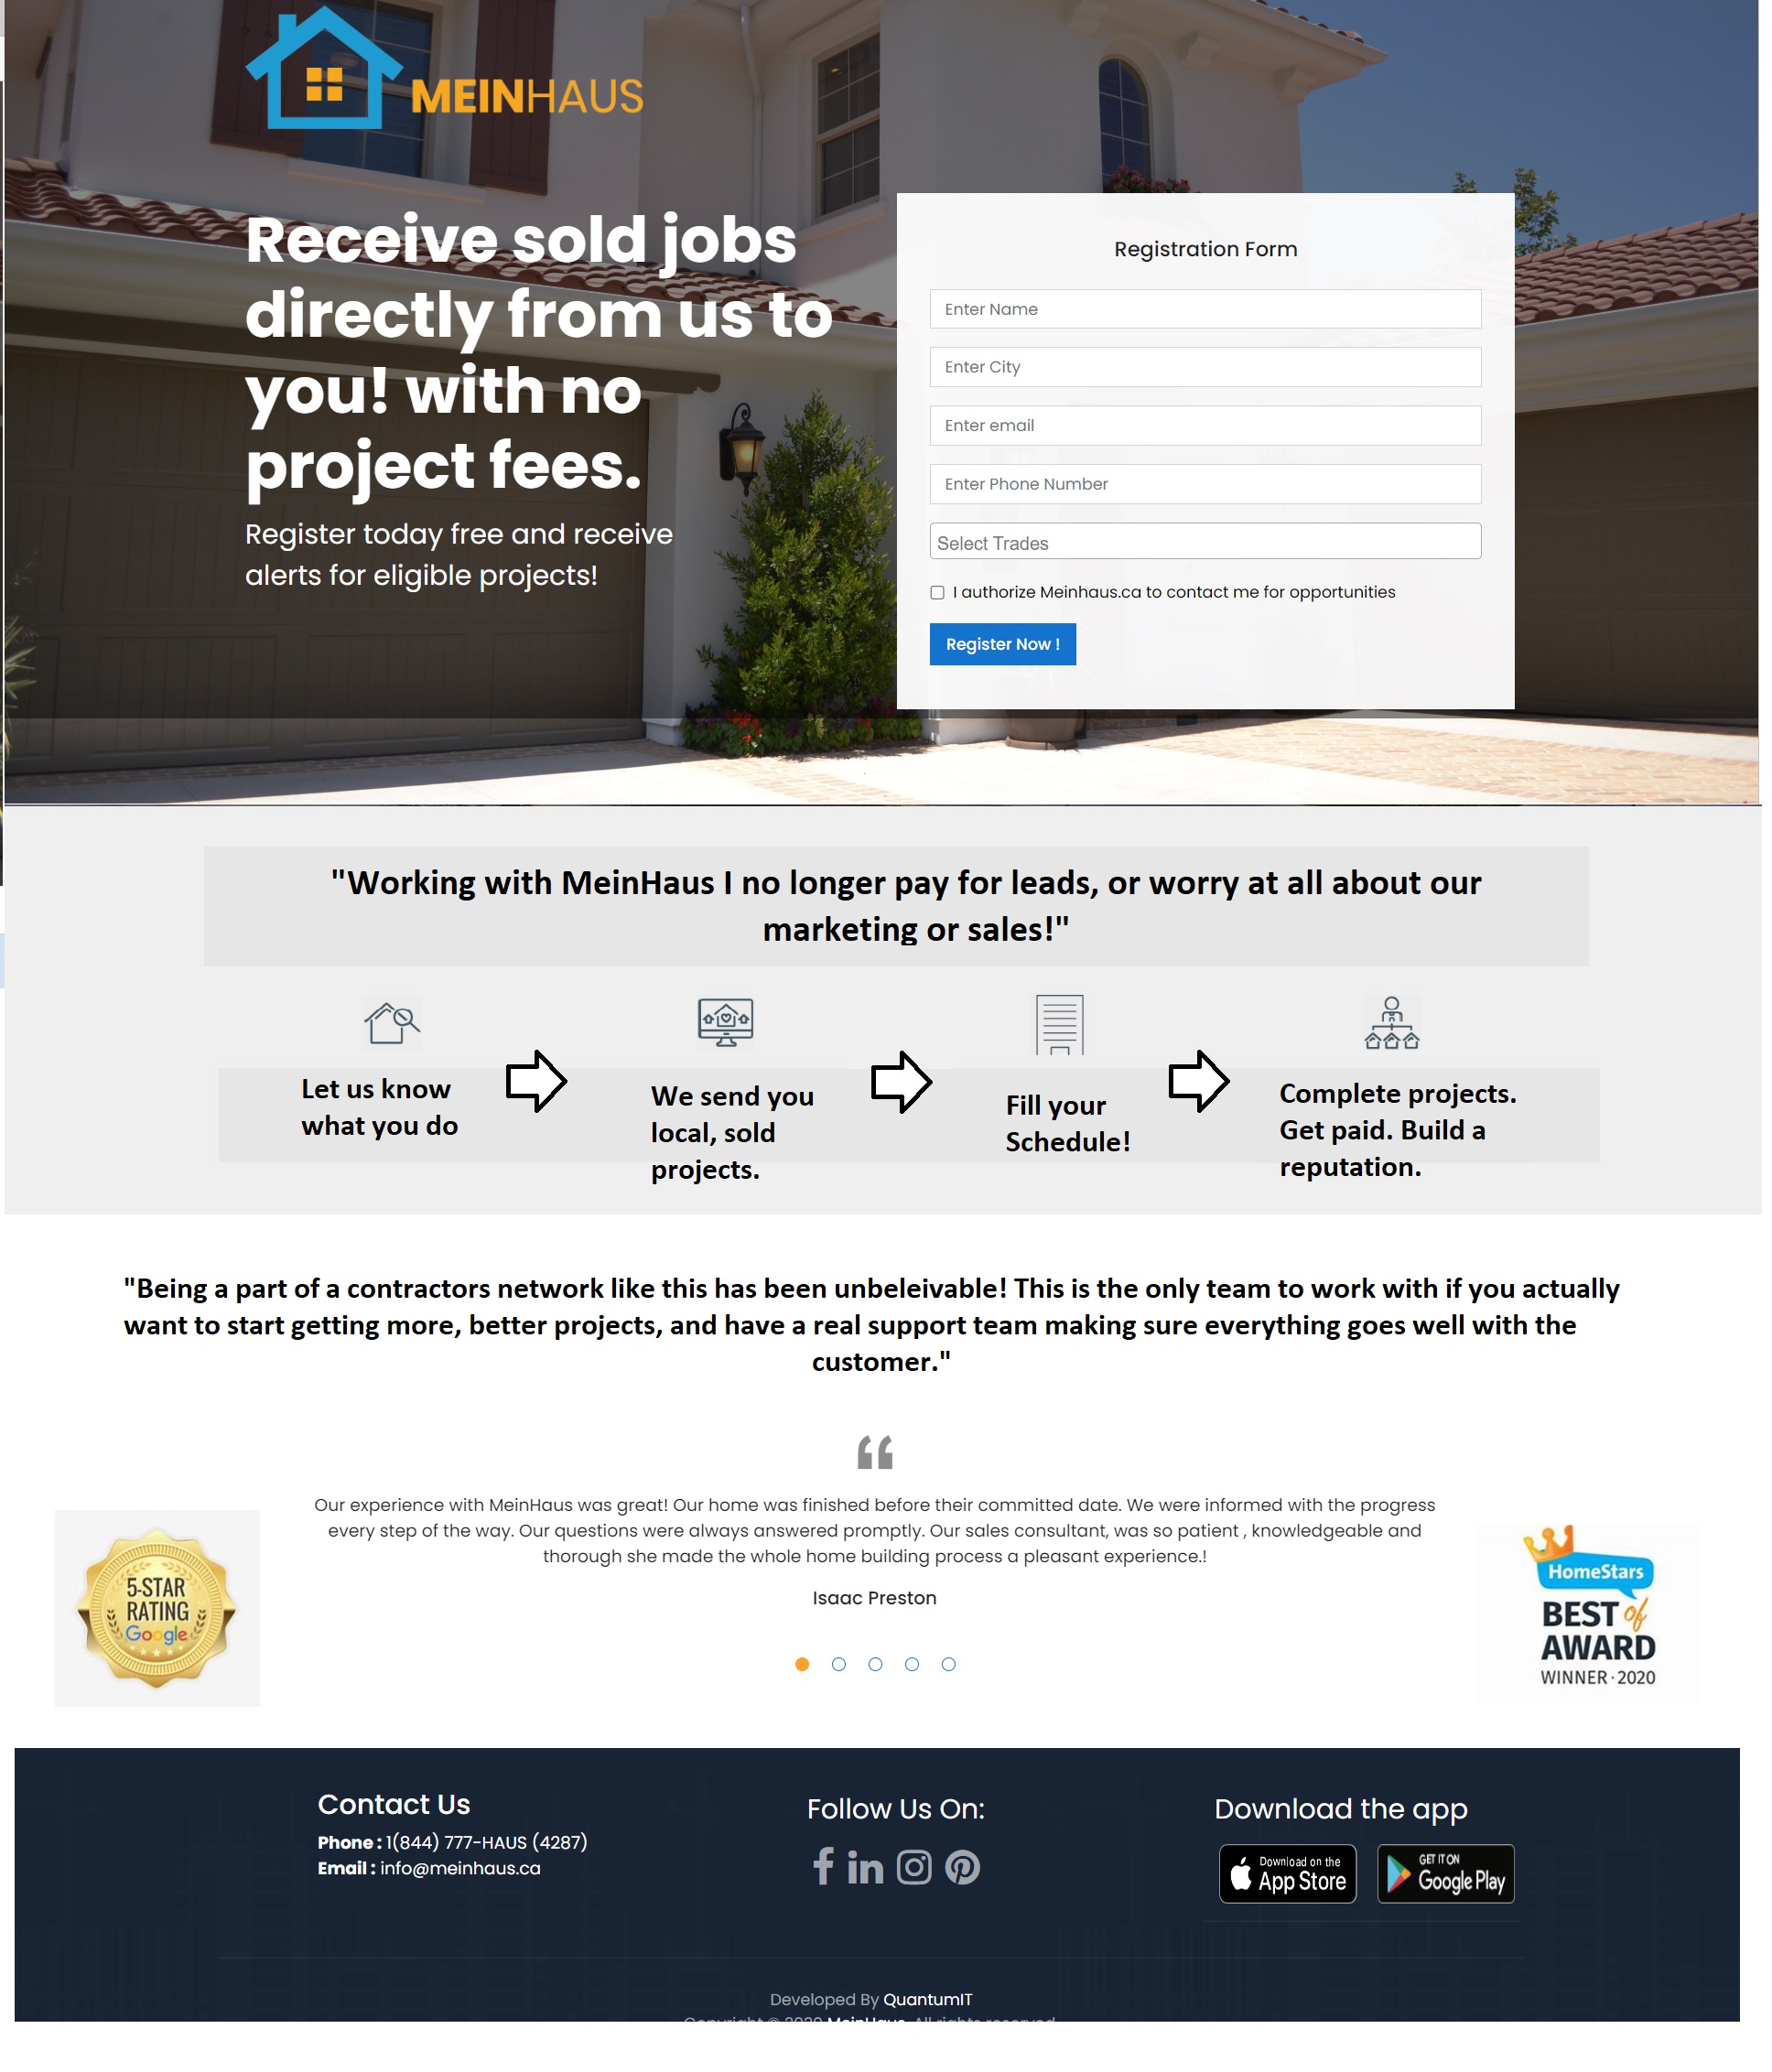 MEINHAUS
Receive sold jobs
directly from us to
you! with no
project fees.
Register today free and receive
alerts for eligible projects!
Registration Form
Enter Name
Enter City
Enter email
Enter Phone Number
Select Trades
I authorize Meinhaus.ca to contact me for opportunities
Register Now !
"Working with MeinHaus I no longer pay for leads, or worry at all about our
marketing or sales!"
Let us know
what you do
We send you
local, sold
projects.
Fill your
Schedule!
Complete projects.
Get paid. Build a
reputation.
"Being a part of a contractors network like this has been unbeleivable! This is the only team to work with if you actually
want to start getting more, better projects, and have a real support team making sure everything goes well with the
customer."
Our experience with MeinHaus was great! Our home was finished before their committed date. We were informed with the progress
every step of the way. Our questions were always answered promptly. Our sales consultant, was so patient , knowledgeable and
thorough she made the whole home building process a pleasant experience.!
Isaac Preston
5-STAR
RATING
Google
HomeStars
BEST of
AWARD
WINNER · 2020
Contact Us
Phone : 1(844) 777-HAUS (4287)
Email : info@meinhaus.ca
Follow Us On:
Download the app
Download on the
App Store
GET IT ON
Google Play
Developed By QuantumIT
Copyright © 2020 MeinHaus. All rights reserved